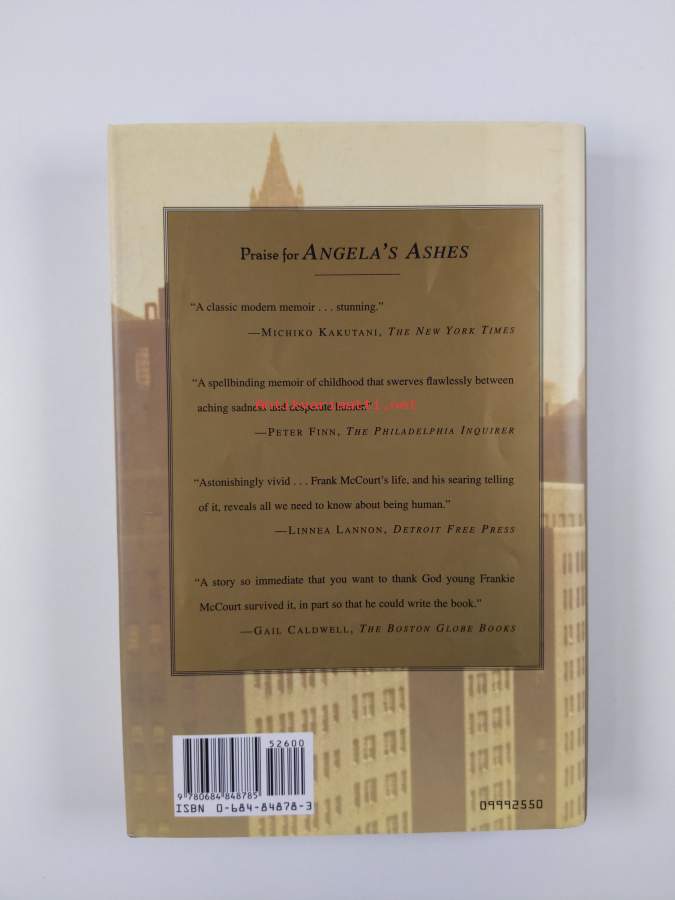 Praise for ANGELA'S ASHES
“A classic modern memoir . . . stunning.”
—MICHIKO KAKUTANI, THE NEW YORK TIMES
“A spellbinding memoir of childhood that swerves flawlessly between
aching sadness and desperate humor.”
—PETER FINN, THE PHILADELPHIA INQUIRER
“Astonishingly vivid . . . Frank McCourt’s life, and his searing telling
of it, reveals all we need to know about being human.”
—LINNEA LANNON, DETROIT FREE PRESS
“A story so immediate that you want to thank God young Frankie
McCourt survived it, in part so that he could write the book.”
—GAIL CALDWELL, THE BOSTON GLOBE BOOKS
52600
9 780684 848785
ISBN 0-684-84878-3
09992550